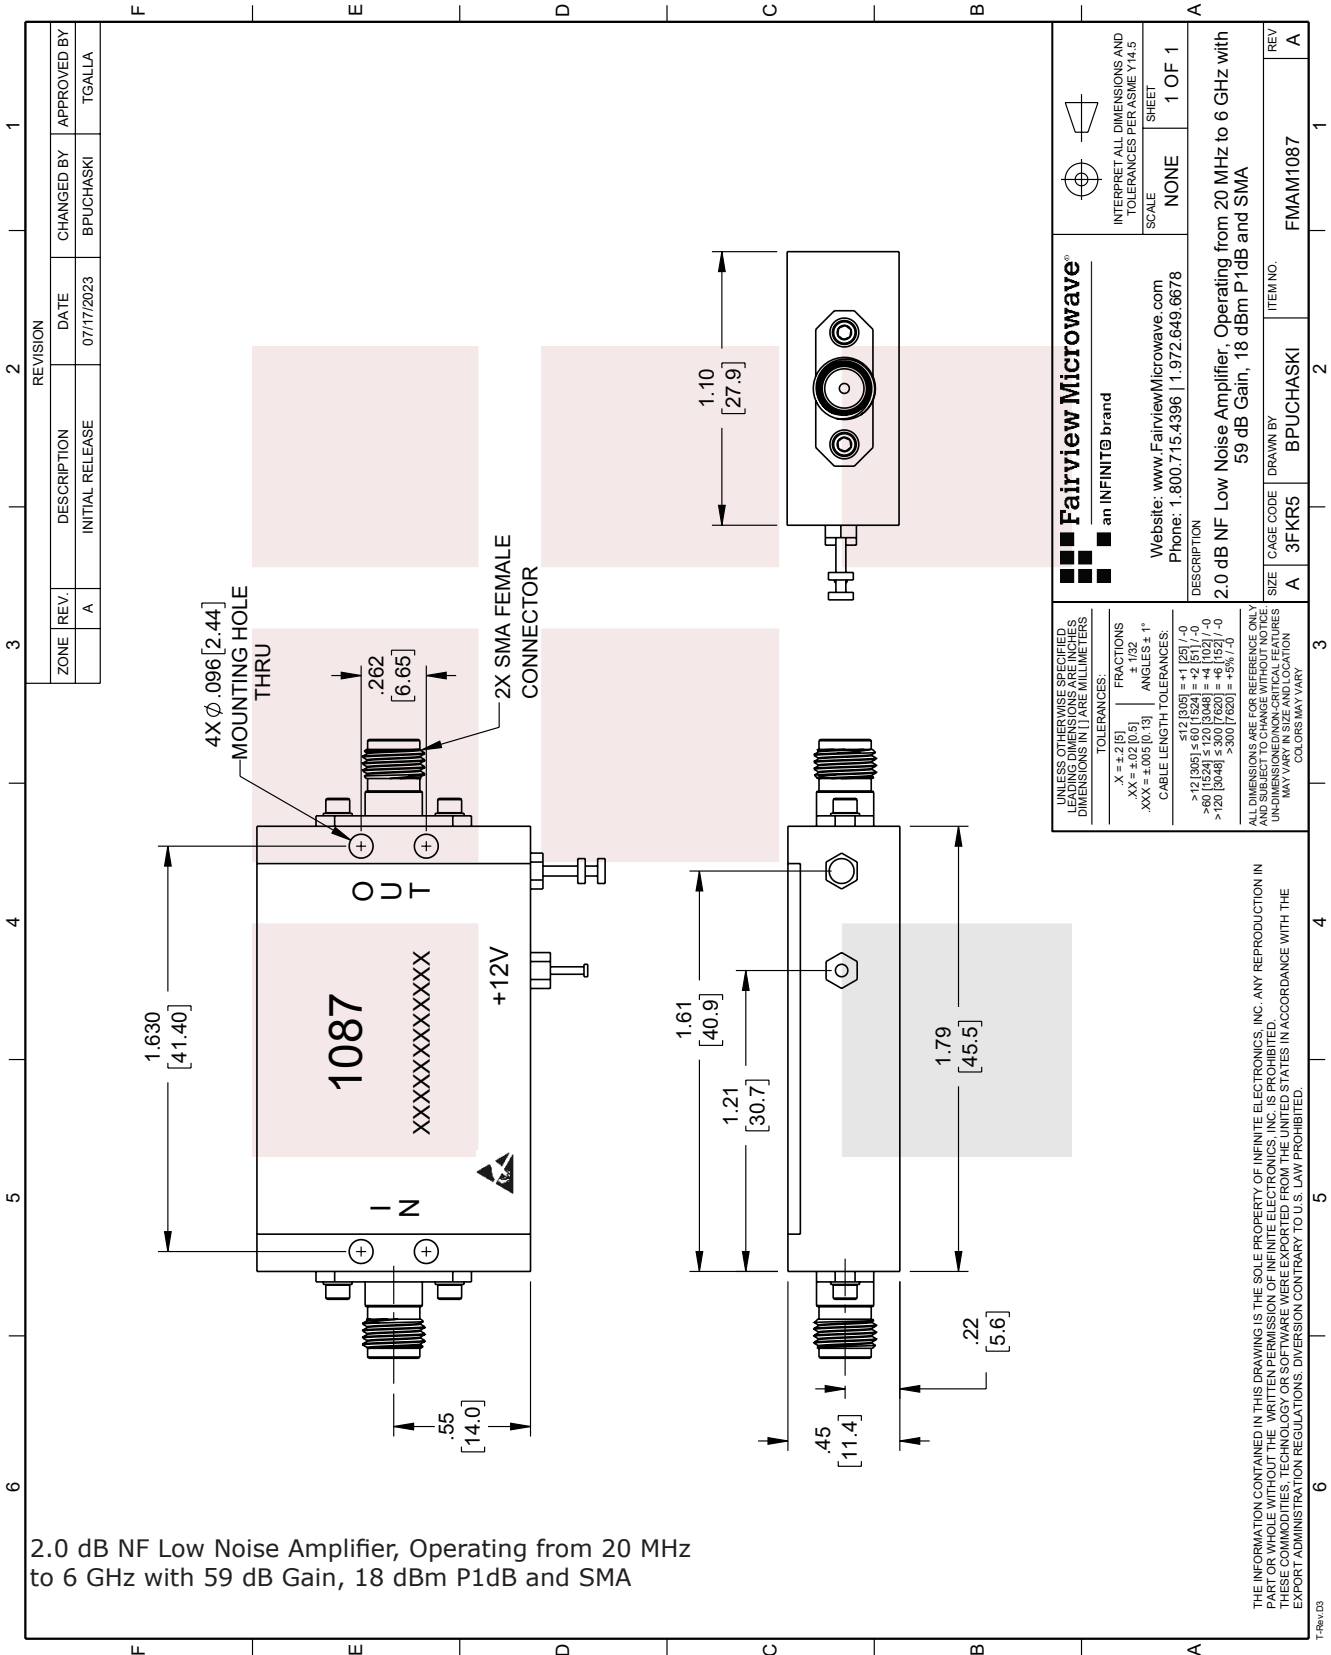 6
5
4
3
2
1
F
E
D
C
B
A
REVISION
ZONE REV. DESCRIPTION DATE CHANGED BY APPROVED BY
A INITIAL RELEASE 07/17/2023 BPUCHASKI TGALLA
4X Ø .096 [2.44]
MOUNTING HOLE
THRU
1.630
[41.40]
.262
[6.65]
2X SMA FEMALE
CONNECTOR
IN
1087
XXXXXXXXXXX
OUT
+12V
.55
[14.0]
1.10
[27.9]
1.61
[40.9]
1.21
[30.7]
.45
[11.4]
1.79
[45.5]
.22
[5.6]
UNLESS OTHERWISE SPECIFIED
LEADING DIMENSIONS ARE INCHES
DIMENSIONS IN [ ] ARE MILLIMETERS
TOLERANCES:
.X = ±.2 [5] FRACTIONS
.XX = ±.02 [0.5] ± 1/32
.XXX = ±.005 [0.13] ANGLES ± 1°
CABLE LENGTH TOLERANCES:
≤12 [305] = +1 [25] / -0
>12 [305] ≤ 60 [1524] = +2 [51] / -0
>60 [1524] ≤ 120 [3048] = +4 [102] / -0
>120 [3048] ≤ 300 [7620] = +6 [152] / -0
>300 [7620] = +5% / -0
ALL DIMENSIONS ARE FOR REFERENCE ONLY
AND SUBJECT TO CHANGE WITHOUT NOTICE.
UN-DIMENSIONED/NON-CRITICAL FEATURES
MAY VARY IN SIZE AND LOCATION
COLORS MAY VARY
Fairview Microwave®
an INFINITE brand
Website: www.FairviewMicrowave.com
Phone: 1.800.715.4396 | 1.972.649.6678
INTERPRET ALL DIMENSIONS AND
TOLERANCES PER ASME Y14.5
SCALE SHEET
NONE 1 OF 1
DESCRIPTION
2.0 dB NF Low Noise Amplifier, Operating from 20 MHz to 6 GHz with
59 dB Gain, 18 dBm P1dB and SMA
SIZE CAGE CODE DRAWN BY ITEM NO. REV
A 3FKR5 BPUCHASKI FMAM1087 A
THE INFORMATION CONTAINED IN THIS DRAWING IS THE SOLE PROPERTY OF INFINITE ELECTRONICS, INC. ANY REPRODUCTION IN
PART OR WHOLE WITHOUT THE WRITTEN PERMISSION OF INFINITE ELECTRONICS, INC. IS PROHIBITED.
THESE COMMODITIES, TECHNOLOGY OR SOFTWARE WERE EXPORTED FROM THE UNITED STATES IN ACCORDANCE WITH THE
EXPORT ADMINISTRATION REGULATIONS. DIVERSION CONTRARY TO U.S. LAW PROHIBITED.
6
5
4
3
2
1
F
E
D
C
B
A
T-Rev.D3
2.0 dB NF Low Noise Amplifier, Operating from 20 MHz
to 6 GHz with 59 dB Gain, 18 dBm P1dB and SMA